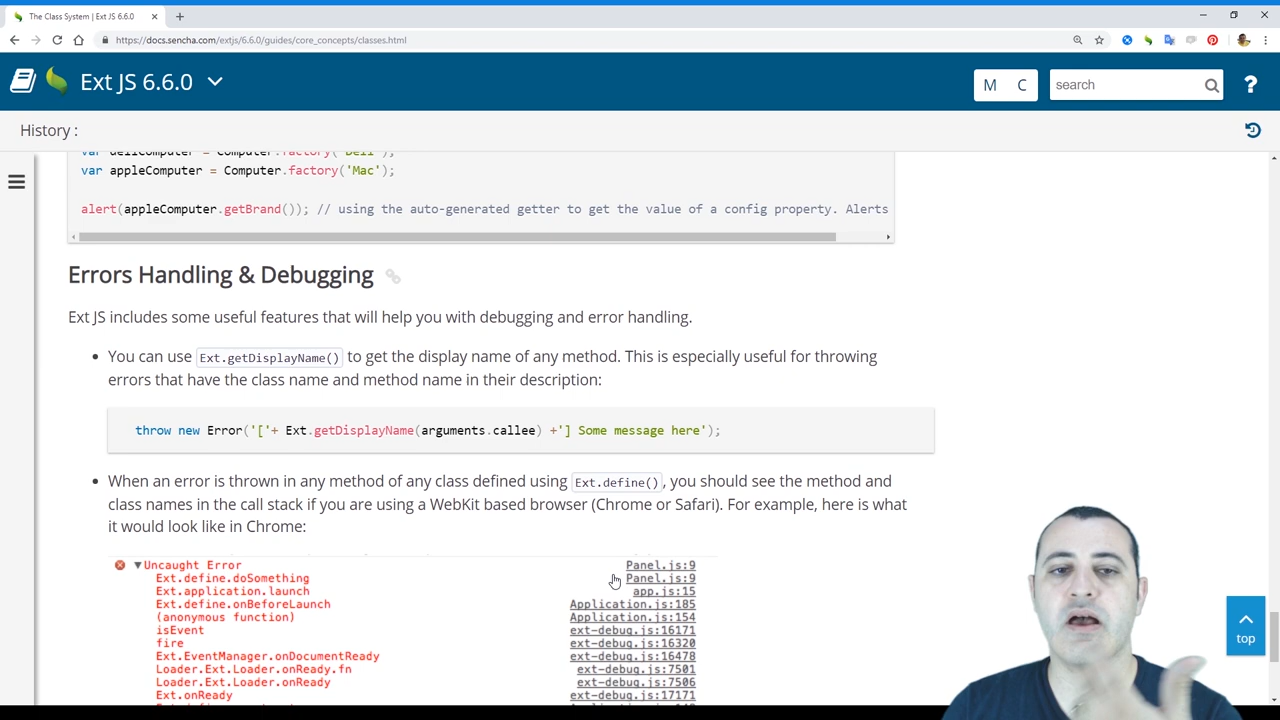 The Class System | Ext JS 6.6.0
https://docs.sencha.com/extjs/6.6.0/guides/core_concepts/classes.html
Ext JS 6.6.0
M C
search
?
History :
var dellComputer = Computer.factory('Dell');
var appleComputer = Computer.factory('Mac');
alert(appleComputer.getBrand()); // using the auto-generated getter to get the value of a config property. Alerts
Errors Handling & Debugging
Ext JS includes some useful features that will help you with debugging and error handling.
• You can use Ext.getDisplayName() to get the display name of any method. This is especially useful for throwing
errors that have the class name and method name in their description:
throw new Error('['+ Ext.getDisplayName(arguments.callee) +'] Some message here');
• When an error is thrown in any method of any class defined using Ext.define(), you should see the method and
class names in the call stack if you are using a WebKit based browser (Chrome or Safari). For example, here is what
it would look like in Chrome:
Uncaught Error Panel.js:9
Ext.define.doSomething Panel.js:9
Ext.application.launch app.js:15
Ext.define.onBeforeLaunch Application.js:185
(anonymous function) Application.js:154
isEvent ext-debug.js:16171
fire ext-debug.js:16320
Ext.EventManager.onDocumentReady ext-debug.js:16478
Loader.Ext.Loader.onReady.fn ext-debug.js:7501
Loader.Ext.Loader.onReady ext-debug.js:7506
Ext.onReady ext-debug.js:17171
top